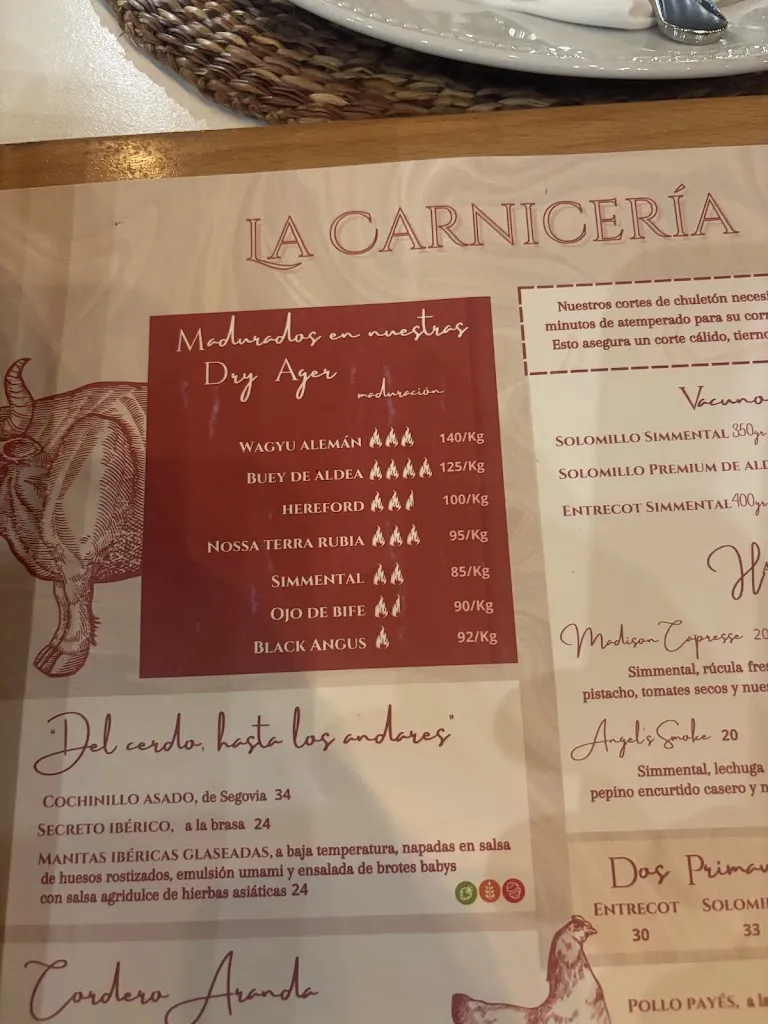 LA CARNICERÍA
Madurados en nuestras
Dry Ager
maduración
WAGYU ALEMÁN 140/Kg
BUEY DE ALDEA 125/Kg
HEREFORD 100/Kg
NOSSA TERRA RUBIA 95/Kg
SIMMENTAL 85/Kg
OJO DE BIFE 90/Kg
BLACK ANGUS 92/Kg
Nuestros cortes de chuletón
minutos de atemperado para su
Esto asegura un corte cálido,
Vacuno
SOLOMILLO SIMMENTAL 350gr
SOLOMILLO PREMIUM DE
ENTRECOT SIMMENTAL 400gr
Madison Capresse 20
Simmental, rúcula
pistacho, tomates secos y
Angel's Smoke 20
Simmental, lechuga
pepino encurtido casero y
"Del cerdo, hasta los andares"
COCHINILLO ASADO, de Segovia 34
SECRETO IBÉRICO, a la brasa 24
MANITAS IBÉRICAS GLASEADAS, a baja temperatura, napadas en salsa
de huesos rostizados, emulsión umami y ensalada de brotes babys
con salsa agridulce de hierbas asiáticas 24
Dos
ENTRECOT
30
33
Cordero Aranda
POLLO PAYÉS, a